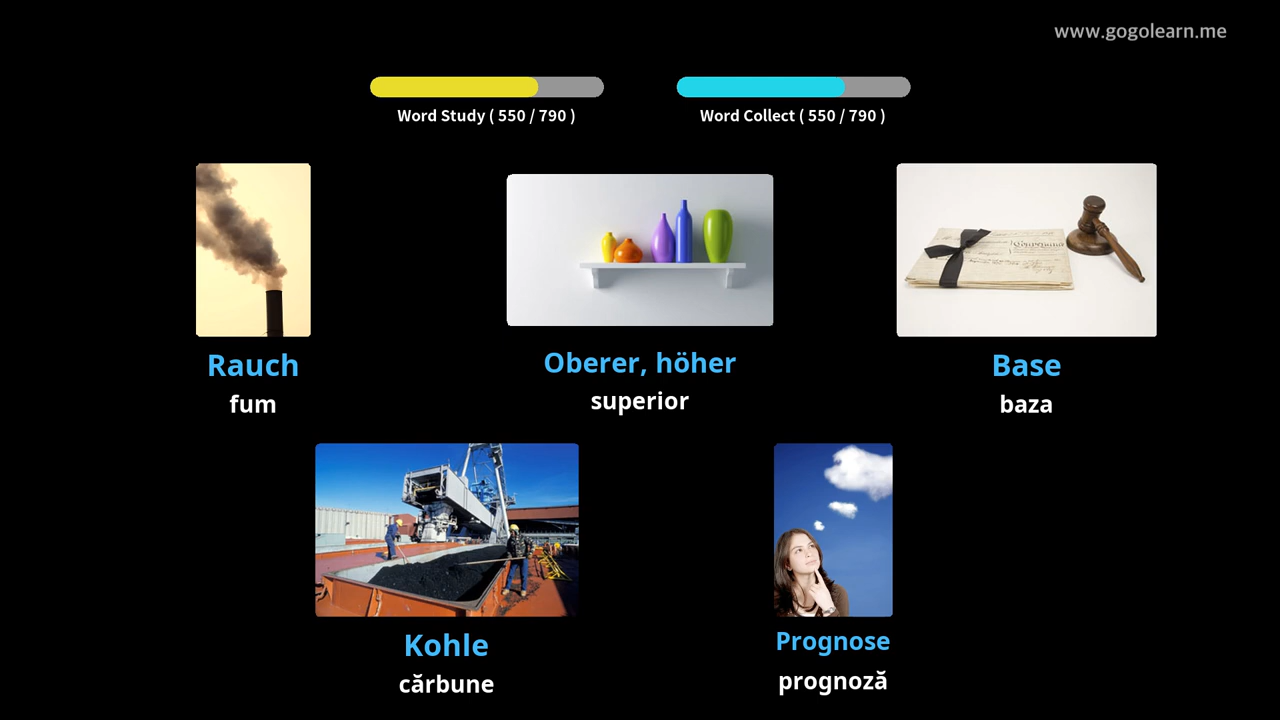 www.gogolearn.me
Word Study ( 550 / 790 )
Word Collect ( 550 / 790 )
Rauch
fum
Oberer, höher
superior
Base
baza
Kohle
cărbune
Prognose
prognoză